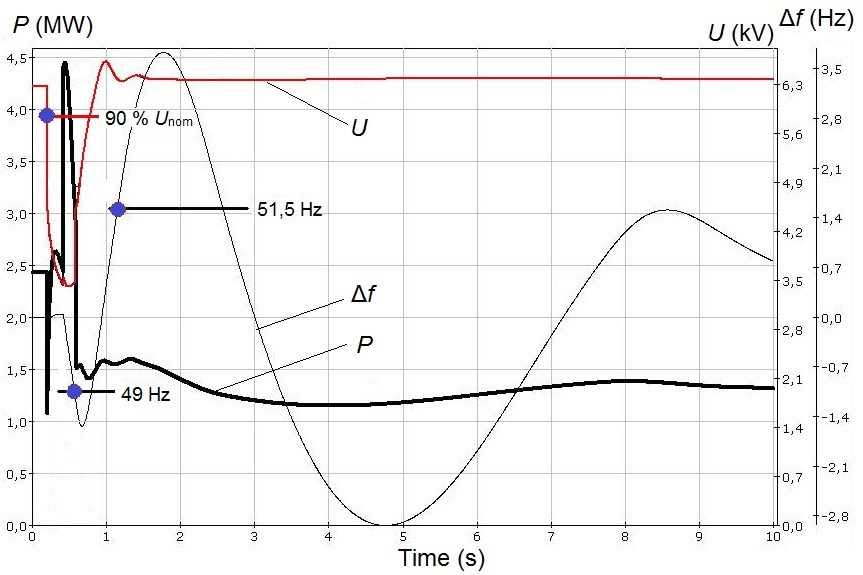 P (MW)
U (kV)
Δf (Hz)
4,5
4,0
3,5
3,0
2,5
2,0
1,5
1,0
0,5
0,0
90 % Unom
U
51,5 Hz
Δf
P
49 Hz
6,3
5,6
4,9
4,2
3,5
2,8
2,1
1,4
0,7
0,0
3,5
2,8
2,1
1,4
0,7
0,0
-0,7
-1,4
-2,1
-2,8
0 1 2 3 4 5 6 7 8 9 10
Time (s)